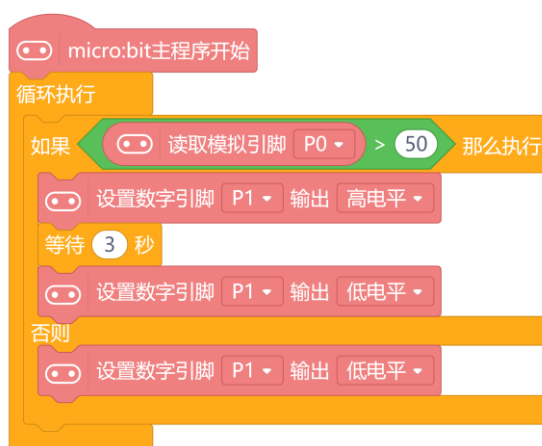 micro:bit主程序开始
循环执行
如果 读取模拟引脚 P0 > 50 那么执行
设置数字引脚 P1 输出 高电平
等待 3 秒
设置数字引脚 P1 输出 低电平
否则
设置数字引脚 P1 输出 低电平